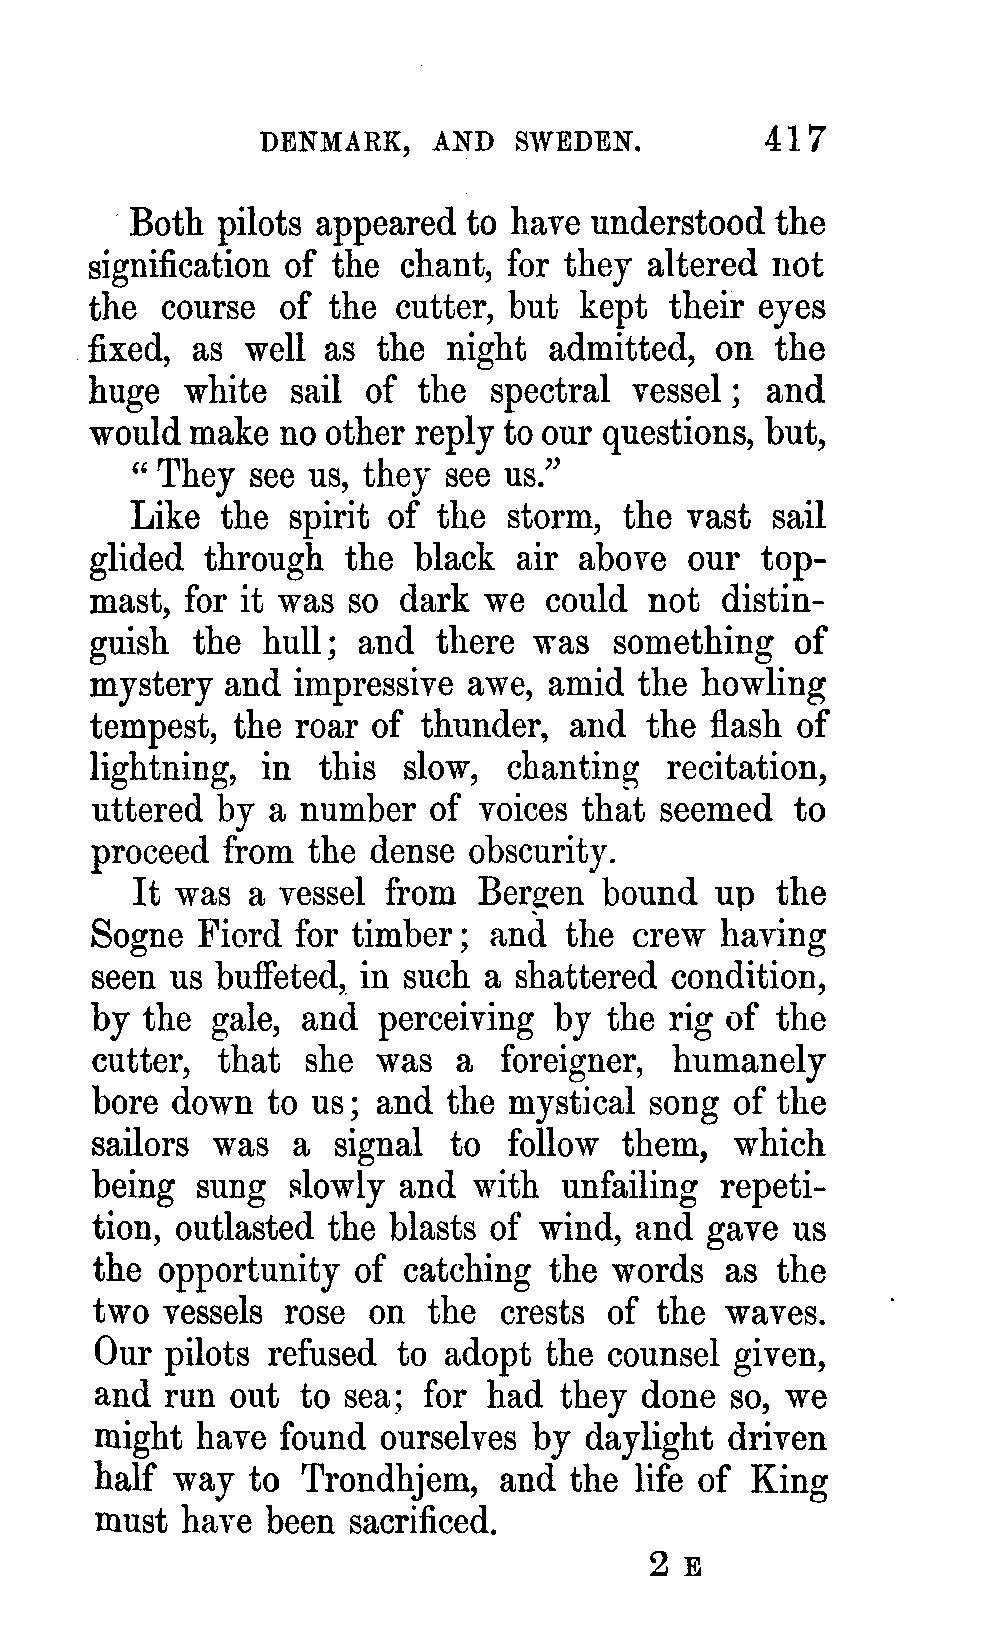 DENMARK, AND SWEDEN. 417
Both pilots appeared to have understood the
signification of the chant, for they altered not
the course of the cutter, but kept their eyes
fixed, as well as the night admitted, on the
huge white sail of the spectral vessel; and
would make no other reply to our questions, but,
“They see us, they see us.”
Like the spirit of the storm, the vast sail
glided through the black air above our top-
mast, for it was so dark we could not distin-
guish the hull; and there was something of
mystery and impressive awe, amid the howling
tempest, the roar of thunder, and the flash of
lightning, in this slow, chanting recitation,
uttered by a number of voices that seemed to
proceed from the dense obscurity.
It was a vessel from Bergen bound up the
Sogne Fiord for timber; and the crew having
seen us buffeted, in such a shattered condition,
by the gale, and perceiving by the rig of the
cutter, that she was a foreigner, humanely
bore down to us; and the mystical song of the
sailors was a signal to follow them, which
being sung slowly and with unfailing repeti-
tion, outlasted the blasts of wind, and gave us
the opportunity of catching the words as the
two vessels rose on the crests of the waves.
Our pilots refused to adopt the counsel given,
and run out to sea; for had they done so, we
might have found ourselves by daylight driven
half way to Trondhjem, and the life of King
must have been sacrificed.
2 E